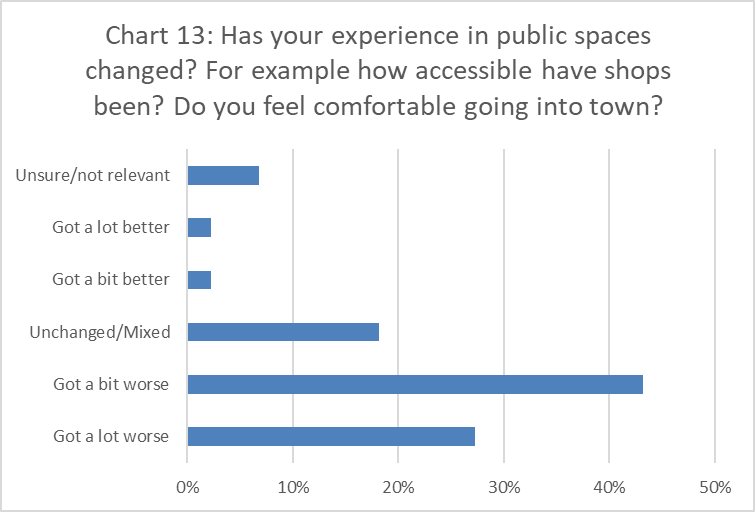 Chart 13: Has your experience in public spaces
changed? For example how accessible have shops
been? Do you feel comfortable going into town?
Unsure/not relevant
Got a lot better
Got a bit better
Unchanged/Mixed
Got a bit worse
Got a lot worse
0% 10% 20% 30% 40% 50%